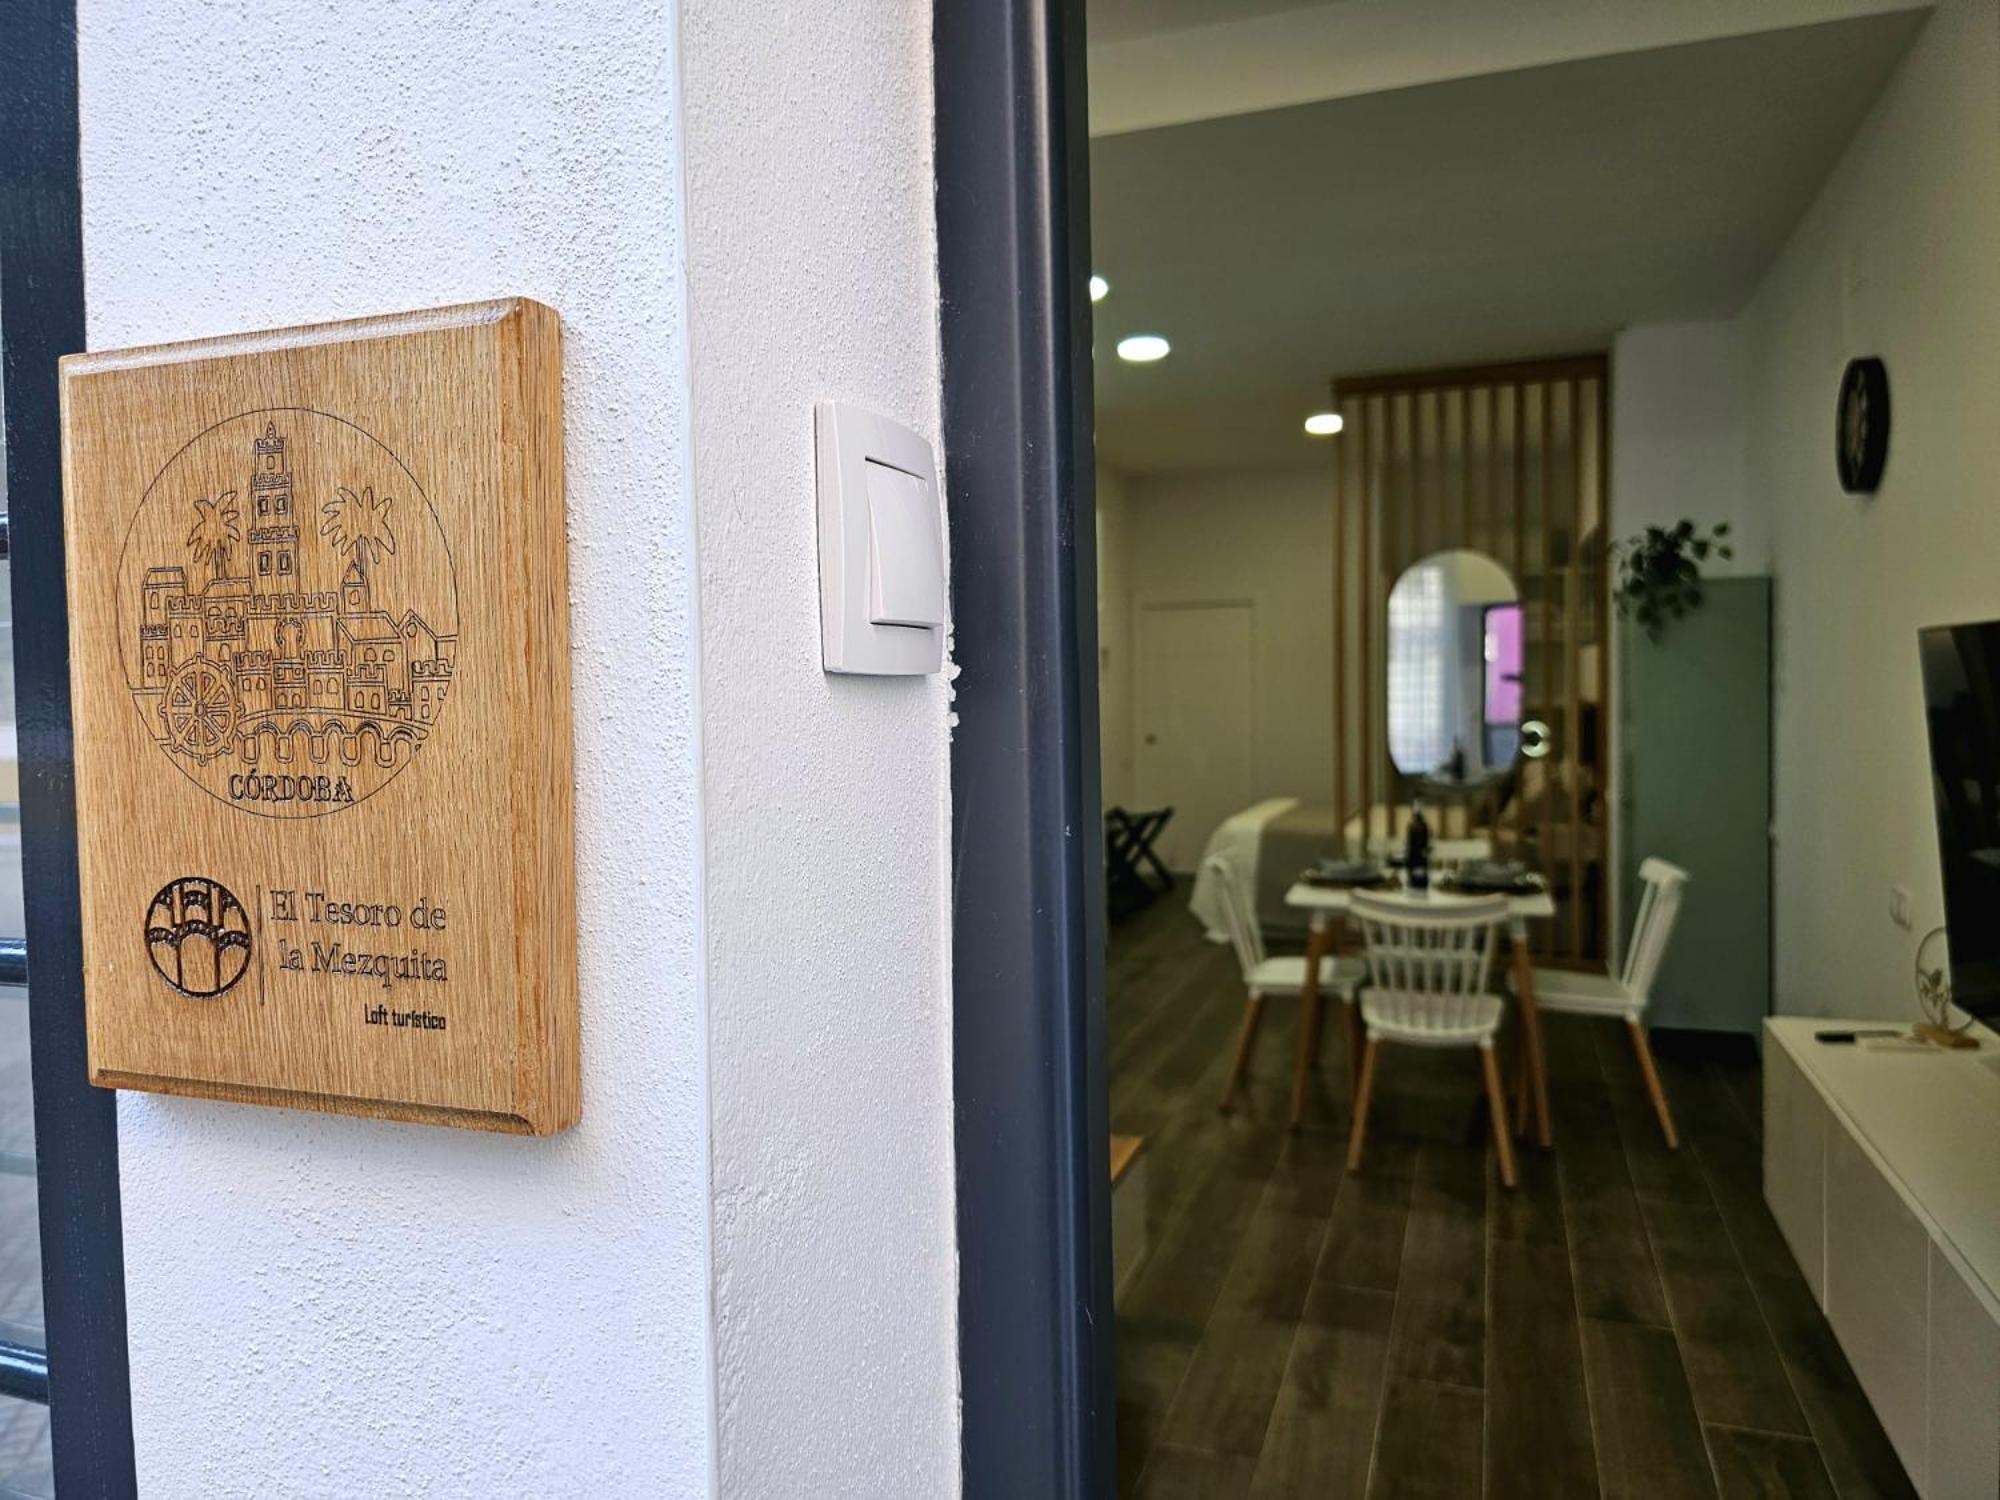 CÓRDOBA
El Tesoro de
la Mezquita
Loft turístico